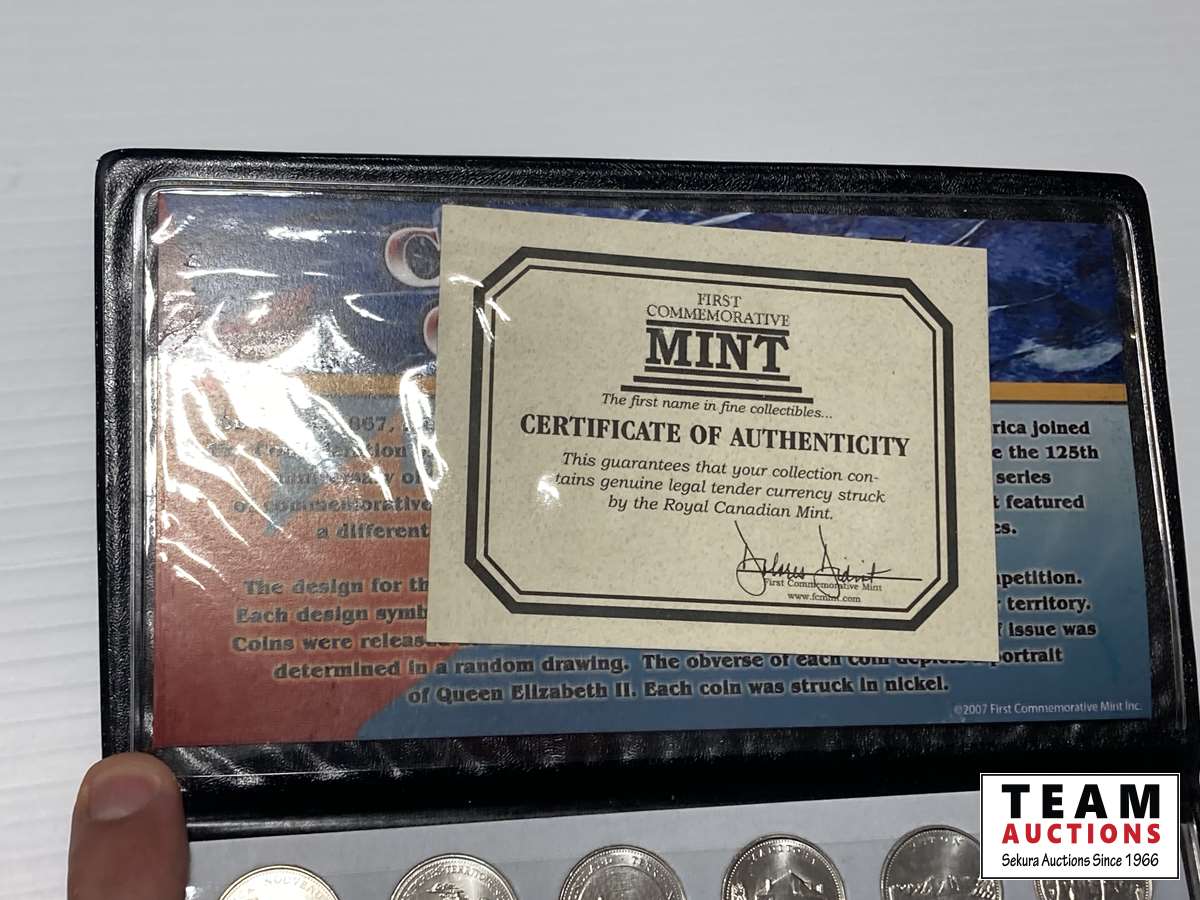 FIRST
COMMEMORATIVE
MINT
The first name in fine collectibles...
CERTIFICATE OF AUTHENTICITY
This guarantees that your collection con-
tains genuine legal tender currency struck
by the Royal Canadian Mint.
First Commemorative Mint
www.fcmint.com
erica joined
e the 125th
series
of commemorative featured
a different
The design for th mpetition.
Each design symb territory.
Coins were releas issue was
determined in a random drawing. The obverse of each coin depicts portrait
of Queen Elizabeth II. Each coin was struck in nickel.
©2007 First Commemorative Mint Inc.
TEAM
AUCTIONS
Sekura Auctions Since 1966